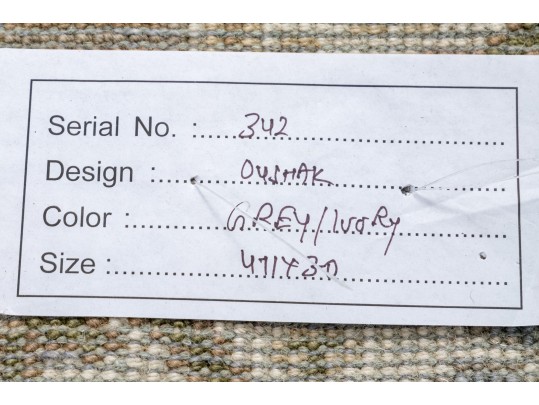 Serial No. : 342
Design : OUSHAK
Color : GREY/IVORY
Size :